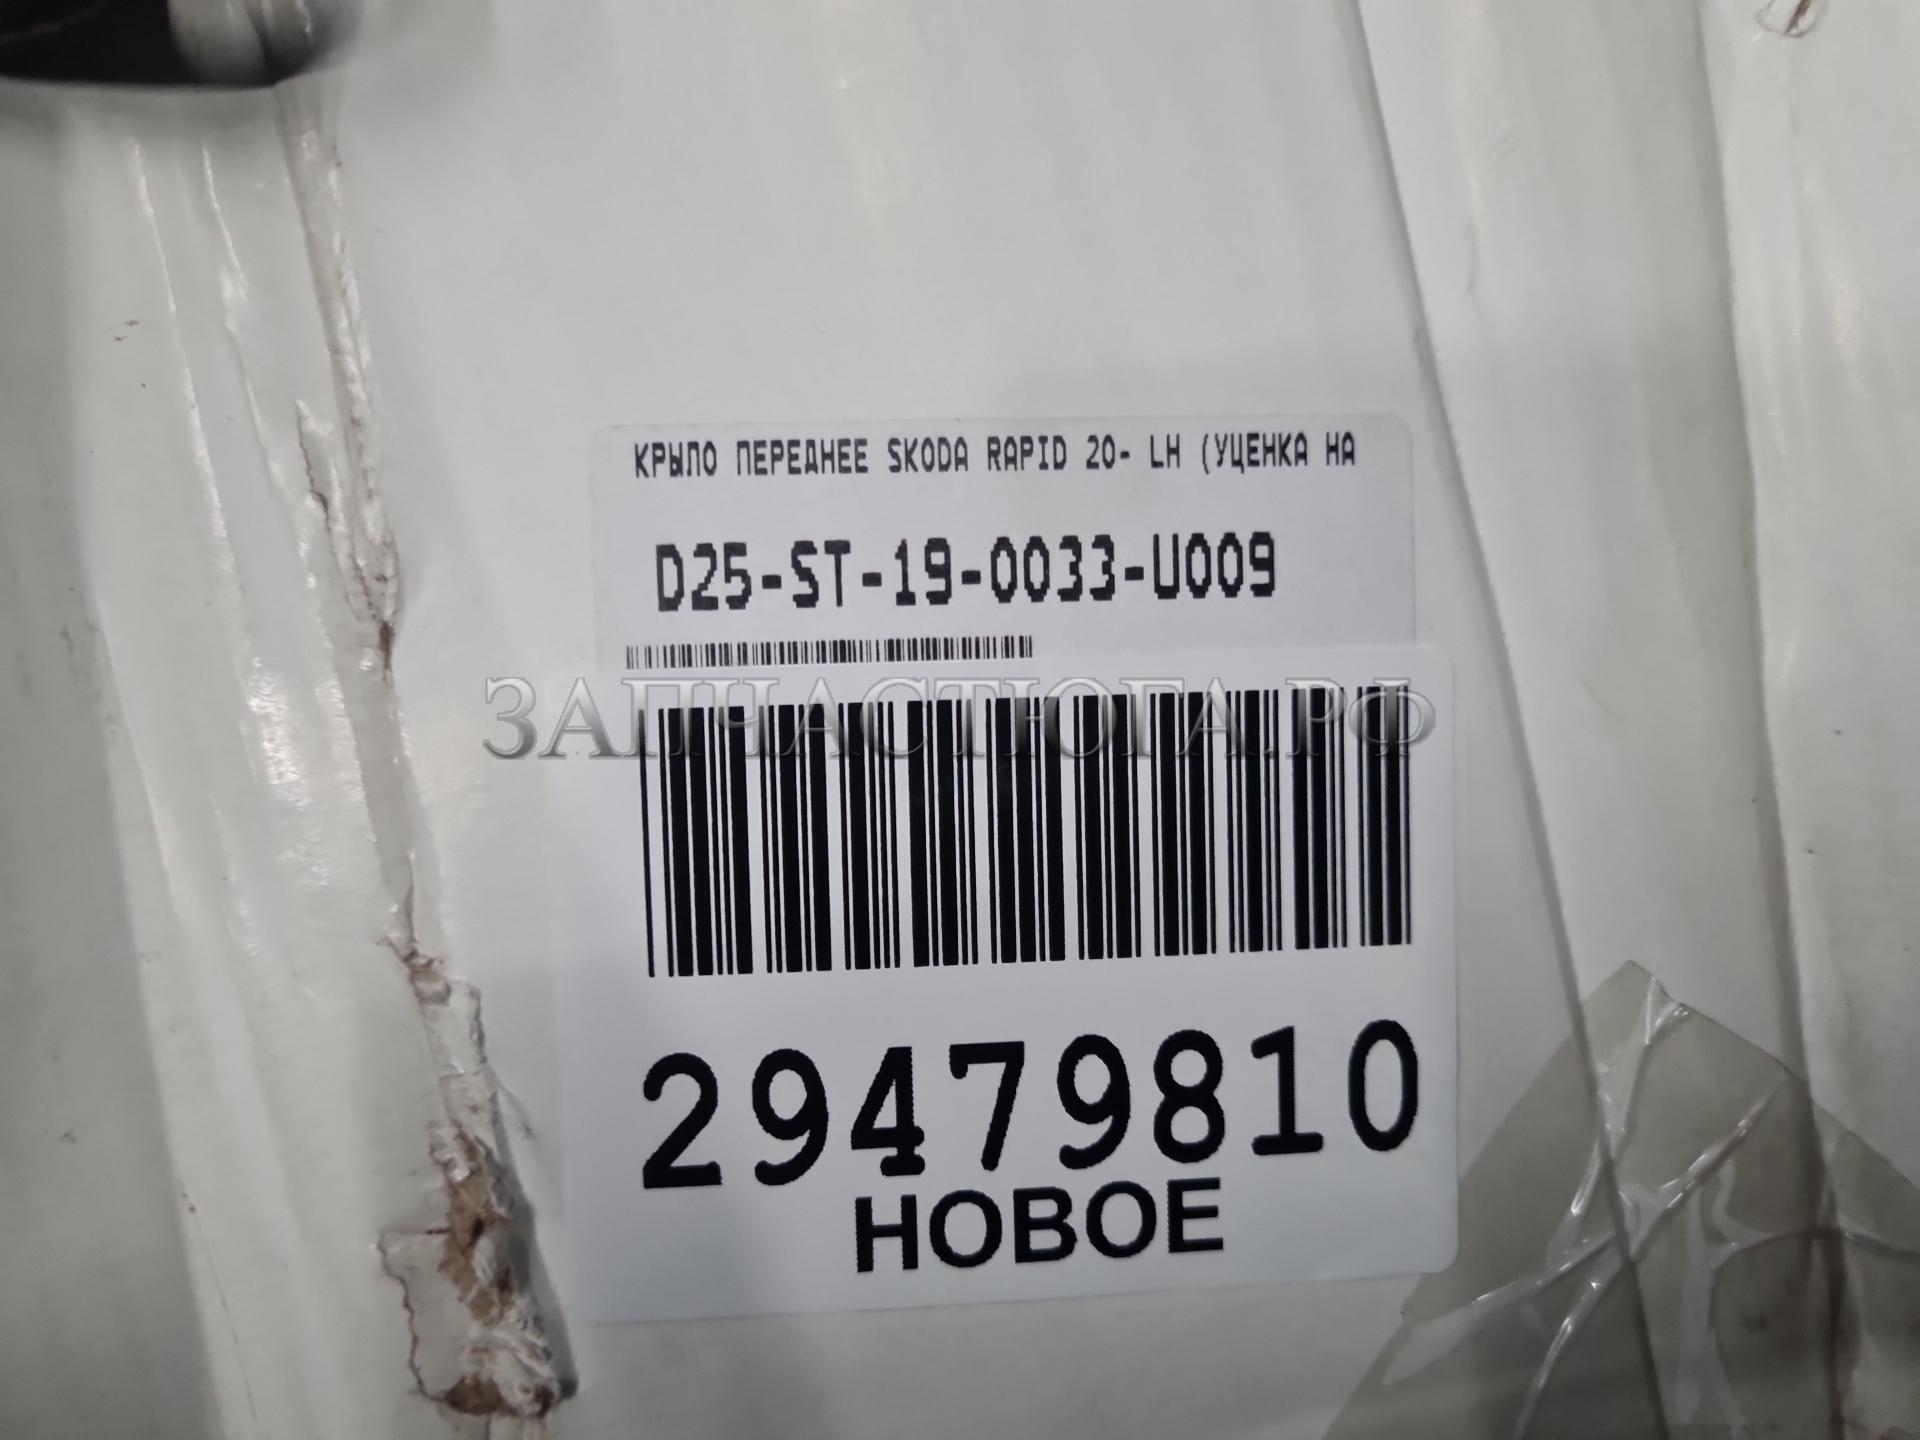 КРЫЛО ПЕРЕДНЕЕ SKODA RAPID 20- LH (УЦЕНКА НА
D25-ST-19-0033-U009
ЗАПЧАСТЮГА.РФ
29479810
НОВОЕ